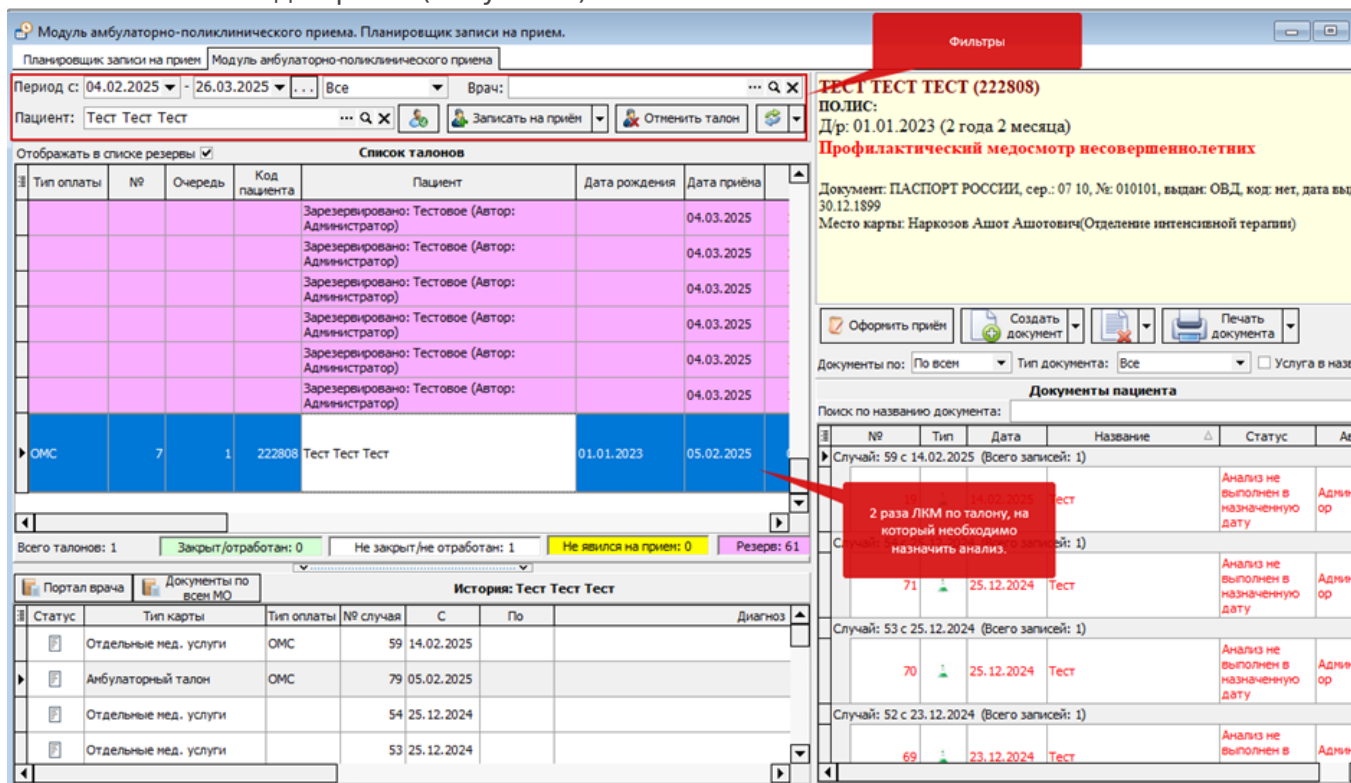 Модуль амбулаторно-поликлинического приема. Планировщик записи на прием.
Планировщик записи на прием Модуль амбулаторно-поликлинического приема
Фильтры
Период с: 04.02.2025 - 26.03.2025 ... Все Врач:
Пациент: Тест Тест Тест Записать на приём Отменить талон
Отображать в списке резервы Список талонов
Тип оплаты № Очередь Код пациента Пациент Дата рождения Дата приёма
Зарезервировано: Тестовое (Автор:
Администратор) 04.03.2025
Зарезервировано: Тестовое (Автор:
Администратор) 04.03.2025
Зарезервировано: Тестовое (Автор:
Администратор) 04.03.2025
Зарезервировано: Тестовое (Автор:
Администратор) 04.03.2025
Зарезервировано: Тестовое (Автор:
Администратор) 04.03.2025
Зарезервировано: Тестовое (Автор:
Администратор) 04.03.2025
ОМС 7 1 222808 Тест Тест Тест 01.01.2023 05.02.2025
Всего талонов: 1 Закрыт/отработан: 0 Не закрыт/не отработан: 1 Не явился на прием: 0 Резерв: 61
Портал врача Документы по
всем МО История: Тест Тест Тест
Статус Тип карты Тип оплаты № случая С По Диагноз
Отдельные мед. услуги ОМС 59 14.02.2025
Амбулаторный талон ОМС 79 05.02.2025
Отдельные мед. услуги 54 25.12.2024
Отдельные мед. услуги 53 25.12.2024
ТЕСТ ТЕСТ ТЕСТ (222808)
ПОЛИС:
Д/р: 01.01.2023 (2 года 2 месяца)
Профилактический медосмотр несовершеннолетних
Документ: ПАСПОРТ РОССИИ, сер.: 07 10, №: 010101, выдан: ОВД, код: нет, дата
30.12.1899
Место карты: Наркозов Ашот Ашотович(Отделение интенсивной терапии)
Оформить приём Создать
документ Печать
документа
Документы по: По всем Тип документа: Все Услуга в
Документы пациента
Поиск по названию документа:
№ Тип Дата Название Статус
Случай: 59 с 14.02.2025 (Всего записей: 1)
19 14.02.2025 Тест Анализ не
выполнен в
назначенную
дату
2 раза ЛКМ по талону, на
который необходимо
назначить анализ.
Случай: 54 с 25.12.2024 (Всего записей: 1)
71 25.12.2024 Тест Анализ не
выполнен в
назначенную
дату
Случай: 53 с 25.12.2024 (Всего записей: 1)
70 25.12.2024 Тест Анализ не
выполнен в
назначенную
дату
Случай: 52 с 23.12.2024 (Всего записей: 1)
69 23.12.2024 Тест Анализ не
выполнен в